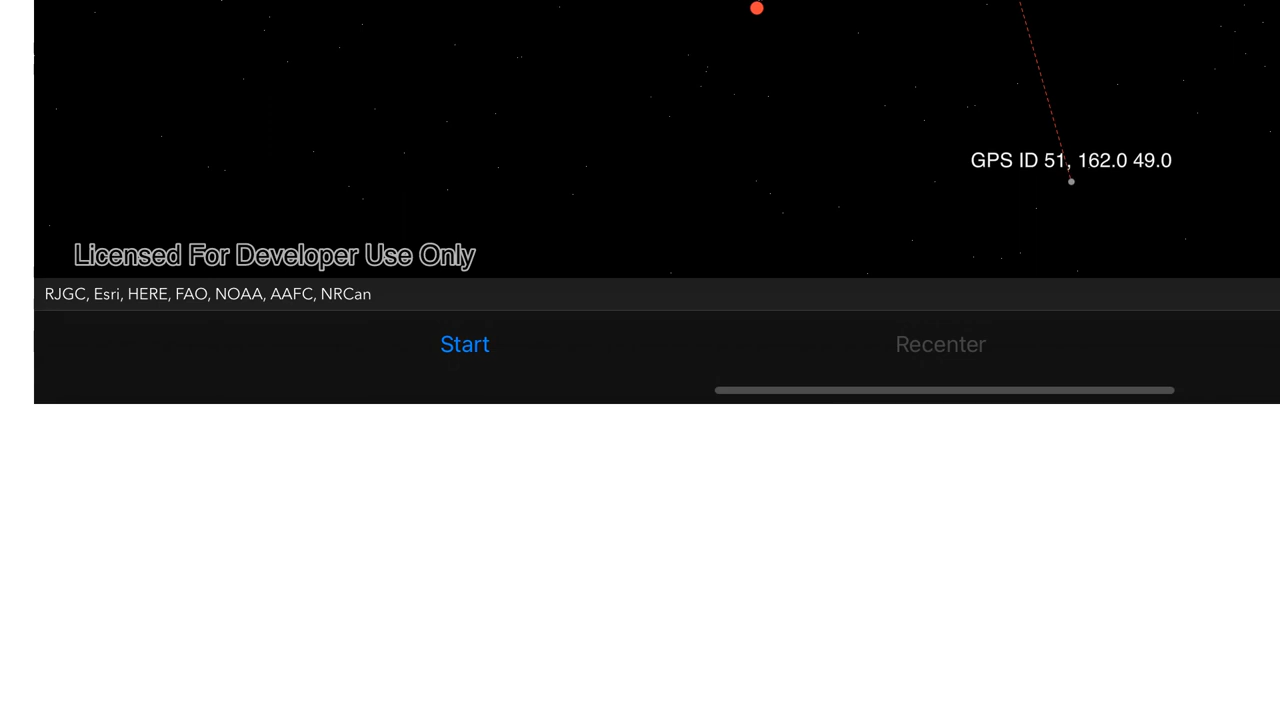 GPS ID 51, 162.0 49.0
Licensed For Developer Use Only
RJGC, Esri, HERE, FAO, NOAA, AAFC, NRCan
Start
Recenter